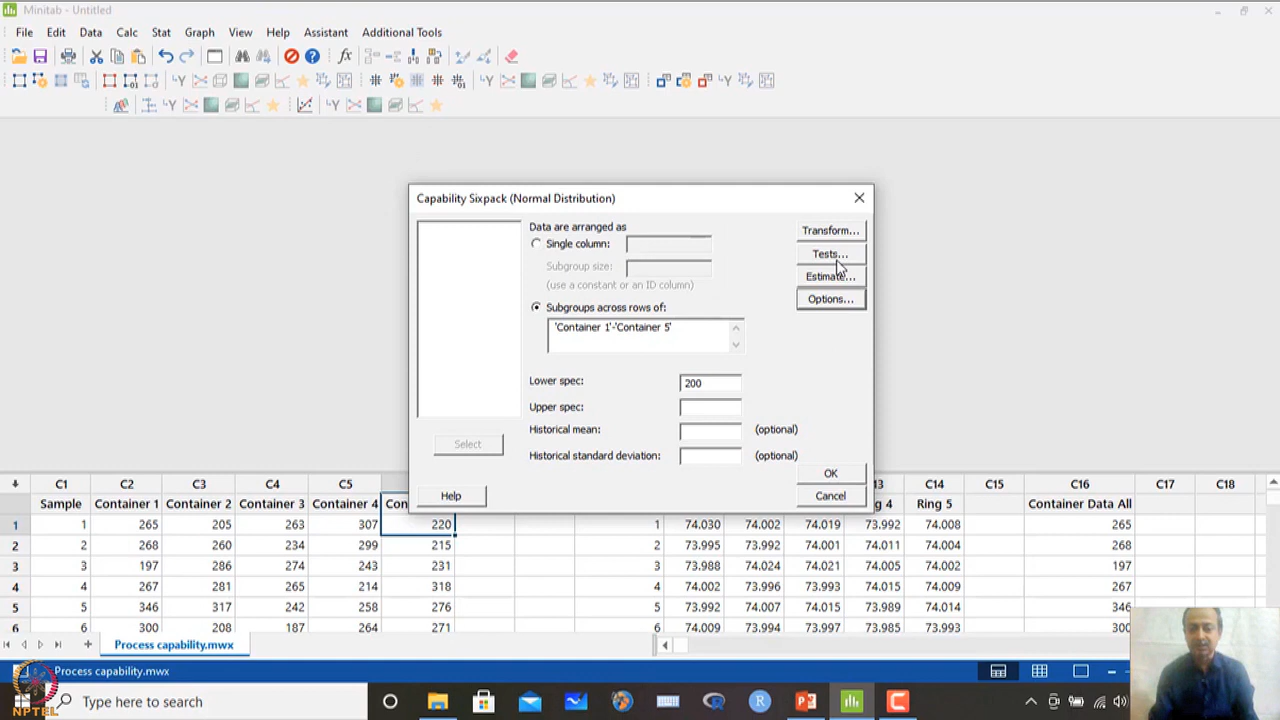 Minitab - Untitled
File Edit Data Calc Stat Graph View Help Assistant Additional Tools
Capability Sixpack (Normal Distribution)
Data are arranged as
Single column:
Subgroup size:
(use a constant or an ID column)
Subgroups across rows of:
'Container 1'-'Container 5'
Lower spec: 200
Upper spec:
Historical mean: (optional)
Historical standard deviation: (optional)
Transform...
Tests...
Estimate...
Options...
Select
OK
Help
Cancel
C1 C2 C3 C4 C5 13 C14 C15 C16 C17 C18
Sample Container 1 Container 2 Container 3 Container 4 Con g 4 Ring 5 Container Data All
1 265 205 263 307 220 1 74.030 74.002 74.019 73.992 74.008 265
2 268 260 234 299 215 2 73.995 73.992 74.001 74.011 74.004 268
3 197 286 274 243 231 3 73.988 74.024 74.021 74.005 74.002 197
4 267 281 265 214 318 4 74.002 73.996 73.993 74.015 74.009 267
5 346 317 242 258 276 5 73.992 74.007 74.015 73.989 74.014 346
6 300 208 187 264 271 6 74.009 73.994 73.997 73.985 73.993 300
Process capability.mwx
Process capability.mwx
Type here to search
NPTEL